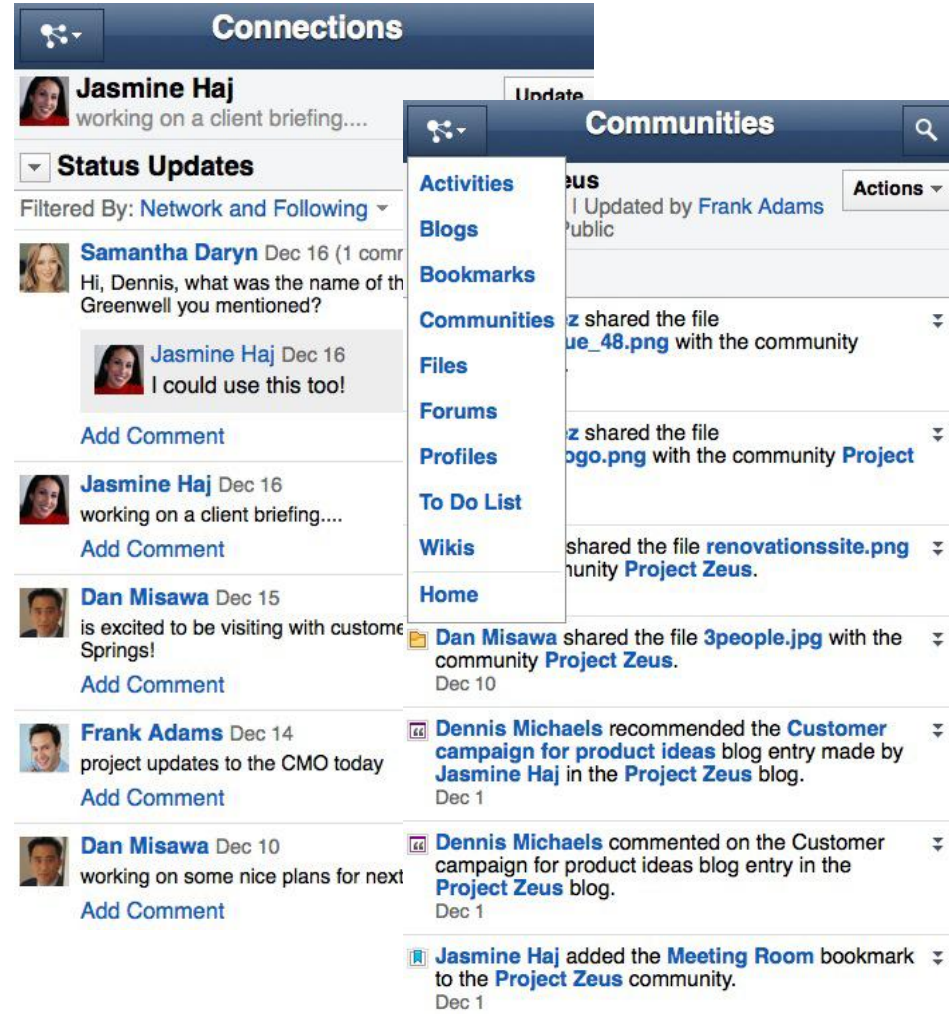 Connections
Jasmine Haj
working on a client briefing....
Update
Status Updates
Filtered By: Network and Following
Samantha Daryn Dec 16 (1 comm
Hi, Dennis, what was the name of th
Greenwell you mentioned?
Jasmine Haj Dec 16
I could use this too!
Add Comment
Jasmine Haj Dec 16
working on a client briefing....
Add Comment
Dan Misawa Dec 15
is excited to be visiting with custome
Springs!
Add Comment
Frank Adams Dec 14
project updates to the CMO today
Add Comment
Dan Misawa Dec 10
working on some nice plans for next
Add Comment
Communities
Activities
Blogs
Bookmarks
Communities
Files
Forums
Profiles
To Do List
Wikis
Home
eus
Actions
| Updated by Frank Adams
Public
ez shared the file
ue_48.png with the community
.
ez shared the file
ogo.png with the community Project
shared the file renovationssite.png
munity Project Zeus.
Dan Misawa shared the file 3people.jpg with the
community Project Zeus.
Dec 10
Dennis Michaels recommended the Customer
campaign for product ideas blog entry made by
Jasmine Haj in the Project Zeus blog.
Dec 1
Dennis Michaels commented on the Customer
campaign for product ideas blog entry in the
Project Zeus blog.
Dec 1
Jasmine Haj added the Meeting Room bookmark
to the Project Zeus community.
Dec 1